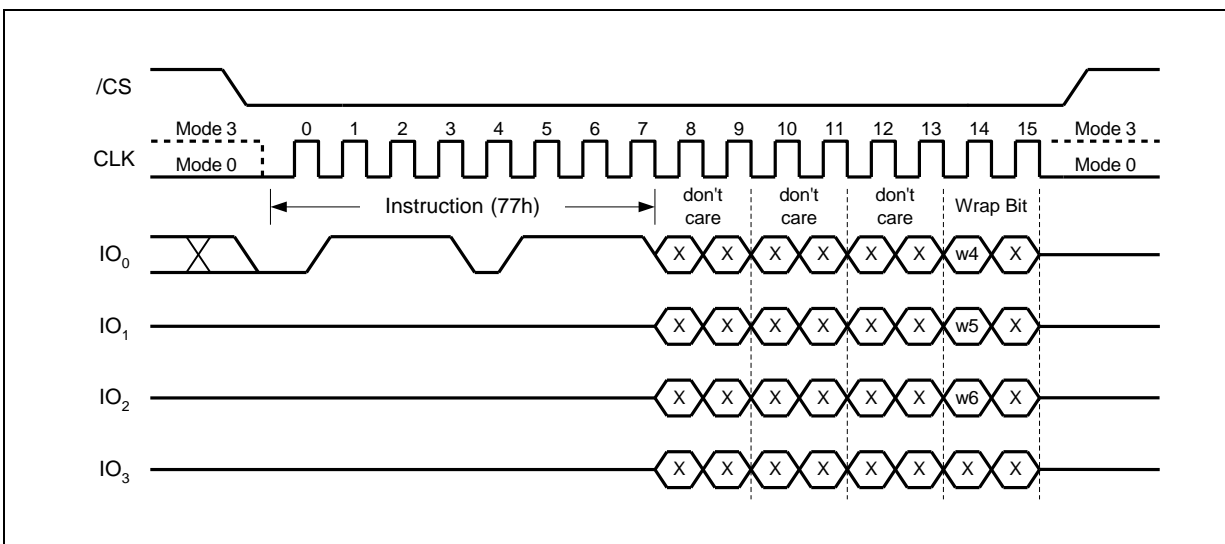 /CS
Mode 3 0 1 2 3 4 5 6 7 8 9 10 11 12 13 14 15 Mode 3
CLK
Mode 0 Mode 0
Instruction (77h) don't care don't care don't care Wrap Bit
IO0 X X X X X X w4 X
IO1 X X X X X X w5 X
IO2 X X X X X X w6 X
IO3 X X X X X X X X